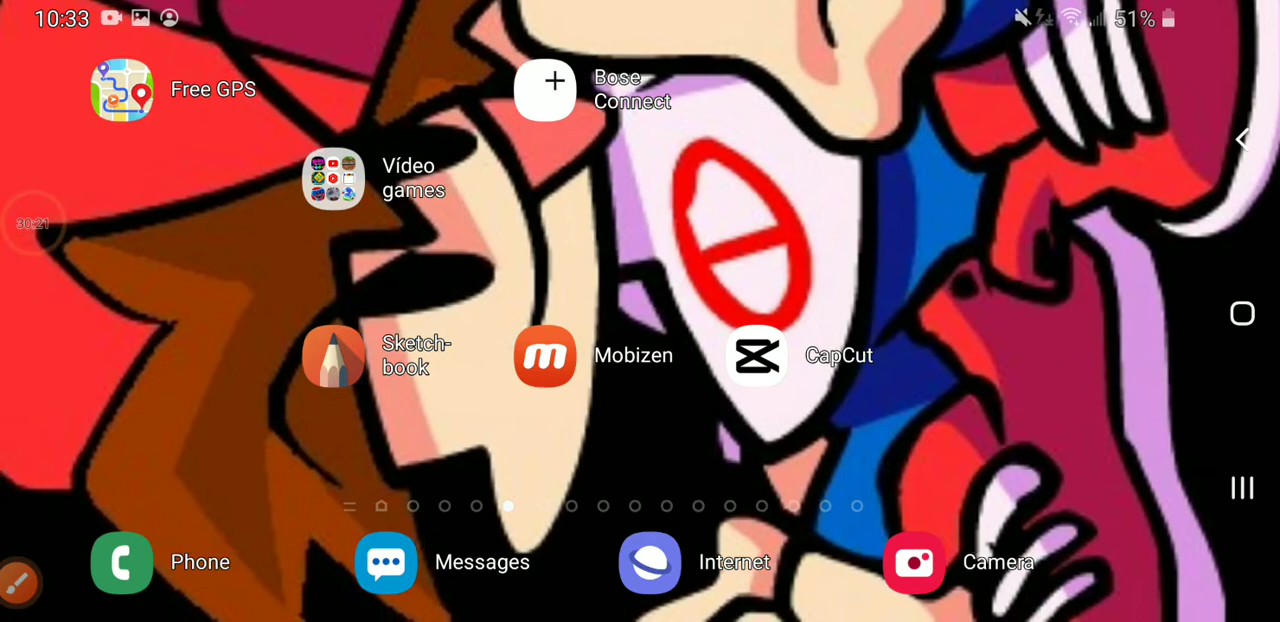 10:33
51%
Free GPS
Bose
Connect
Vídeo
games
30:21
Sketch-
book
Mobizen
CapCut
Phone
Messages
Internet
Camera